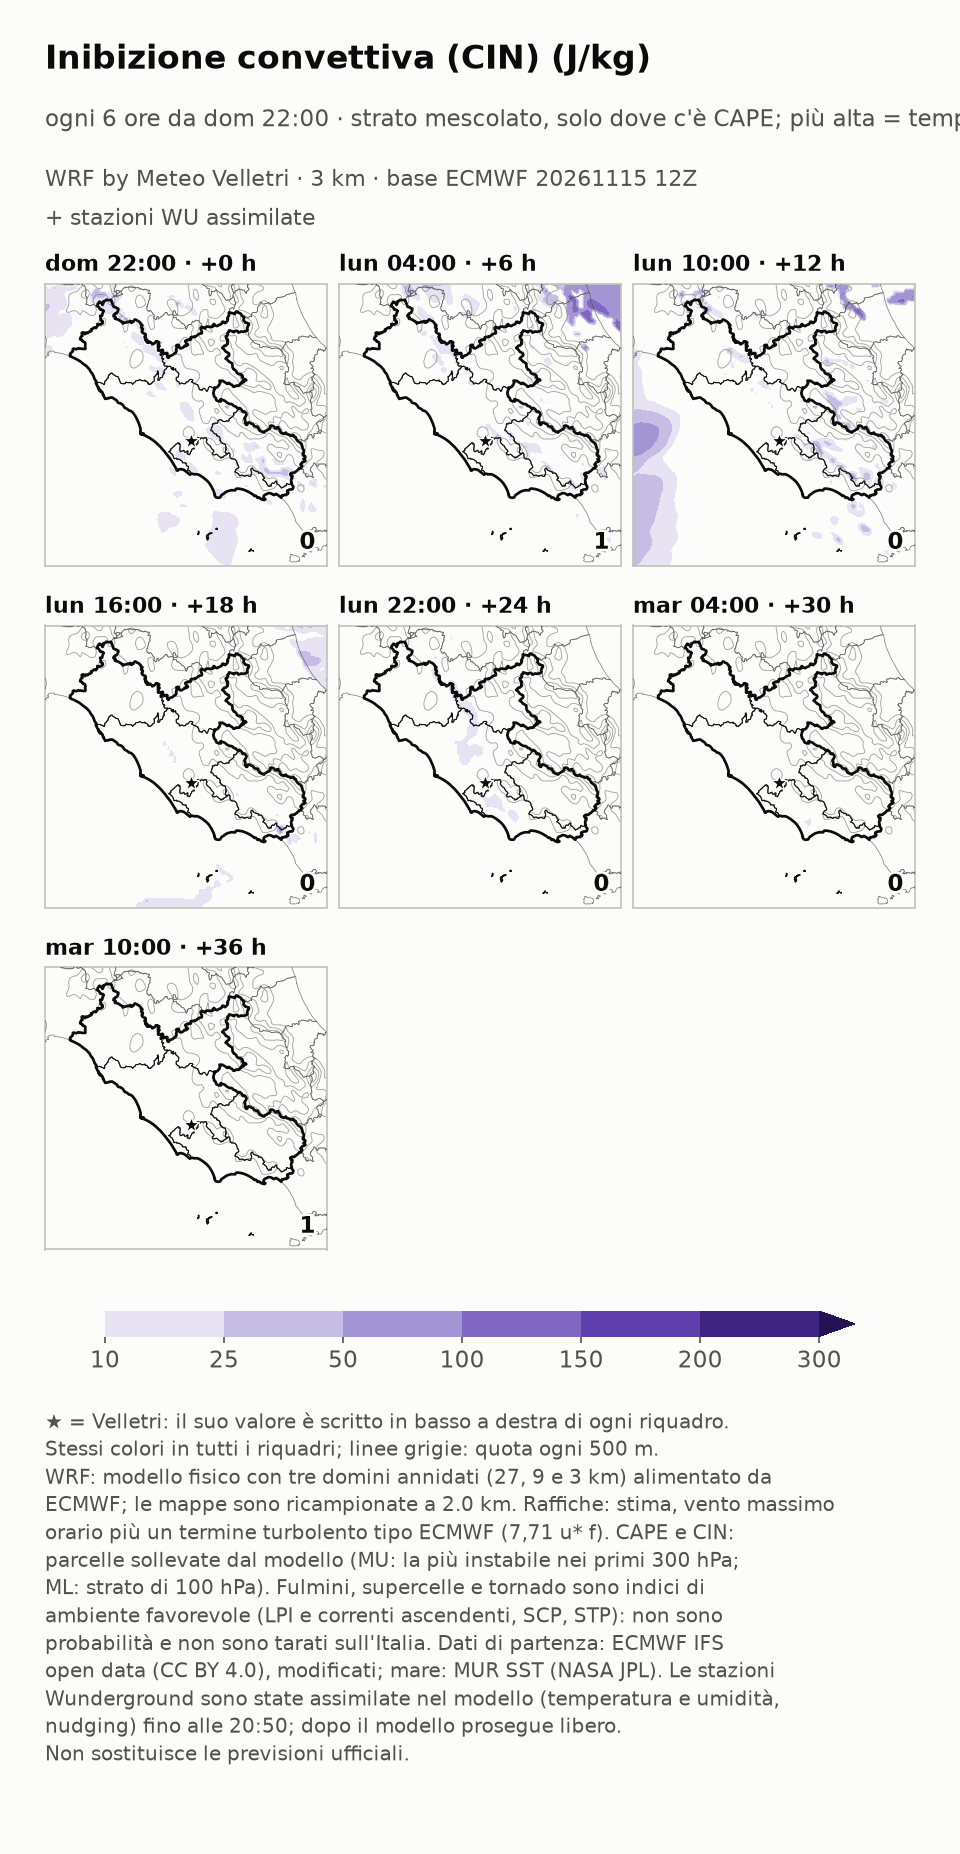 Inibizione convettiva (CIN) (J/kg)
ogni 6 ore da dom 22:00 · strato mescolato, solo dove c'è CAPE; più alta = temp
WRF by Meteo Velletri · 3 km · base ECMWF 20261115 12Z
+ stazioni WU assimilate
dom 22:00 · +0 h
lun 04:00 · +6 h
lun 10:00 · +12 h
0
1
0
lun 16:00 · +18 h
lun 22:00 · +24 h
mar 04:00 · +30 h
0
0
0
mar 10:00 · +36 h
1
10 25 50 100 150 200 300
★ = Velletri: il suo valore è scritto in basso a destra di ogni riquadro.
Stessi colori in tutti i riquadri; linee grigie: quota ogni 500 m.
WRF: modello fisico con tre domini annidati (27, 9 e 3 km) alimentato da
ECMWF; le mappe sono ricampionate a 2.0 km. Raffiche: stima, vento massimo
orario più un termine turbolento tipo ECMWF (7,71 u* f). CAPE e CIN:
parcelle sollevate dal modello (MU: la più instabile nei primi 300 hPa;
ML: strato di 100 hPa). Fulmini, supercelle e tornado sono indici di
ambiente favorevole (LPI e correnti ascendenti, SCP, STP): non sono
probabilità e non sono tarati sull'Italia. Dati di partenza: ECMWF IFS
open data (CC BY 4.0), modificati; mare: MUR SST (NASA JPL). Le stazioni
Wunderground sono state assimilate nel modello (temperatura e umidità,
nudging) fino alle 20:50; dopo il modello prosegue libero.
Non sostituisce le previsioni ufficiali.